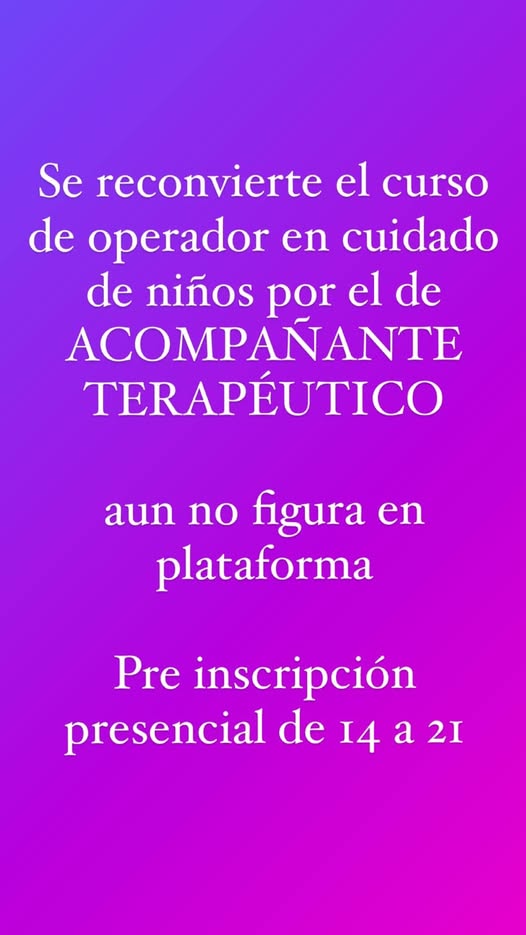 Se reconvierte el curso
de operador en cuidado
de niños por el de
ACOMPAÑANTE
TERAPÉUTICO
aun no figura en
plataforma
Pre inscripción
presencial de 14 a 21